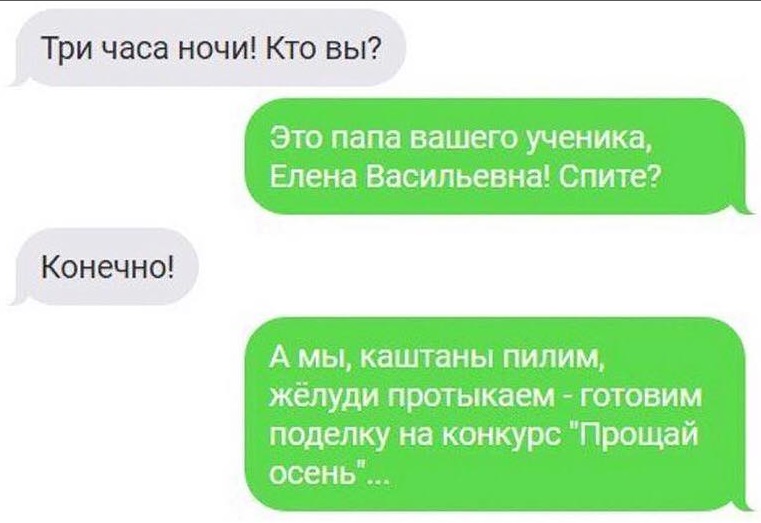 Три часа ночи! Кто вы?
Это папа вашего ученика,
Елена Васильевна! Спите?
Конечно!
А мы, каштаны пилим,
жёлуди протыкаем - готовим
поделку на конкурс "Прощай
осень"...